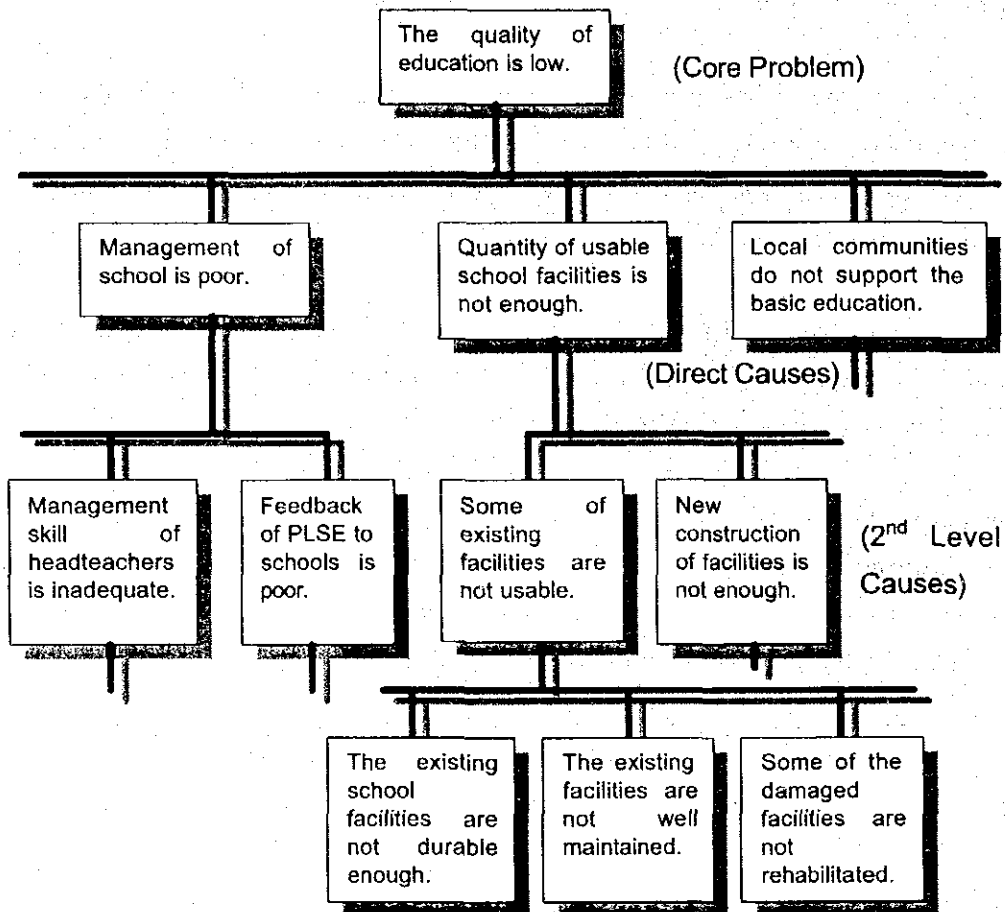 The quality of
education is low.
(Core Problem)
Management of
school is poor.
Quantity of usable
school facilities is
not enough.
Local communities
do not support the
basic education.
(Direct Causes)
Management
skill of
headteachers
is inadequate.
Feedback
of PLSE to
schools is
poor.
Some of
existing
facilities are
not usable.
New
construction
of facilities is
not enough.
(2nd Level
Causes)
The existing
school
facilities are
not durable
enough.
The existing
facilities are
not well
maintained.
Some of the
damaged
facilities are
not
rehabilitated.